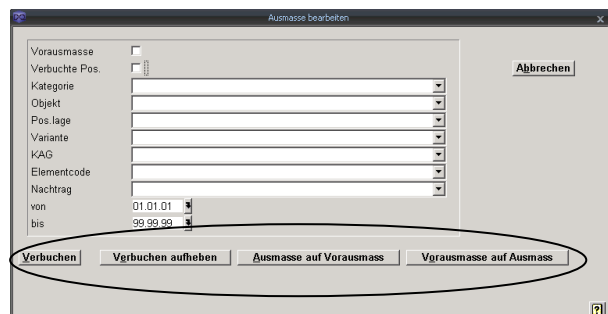 Ausmasse bearbeiten
Vorausmasse
Abbrechen
Verbuchte Pos.
Kategorie
Objekt
Pos.lage
Variante
KAG
Elementcode
Nachtrag
von 01.01.01
bis 99.99.99
Verbuchen Verbuchen aufheben Ausmasse auf Vorausmass Vorausmasse auf Ausmass
?